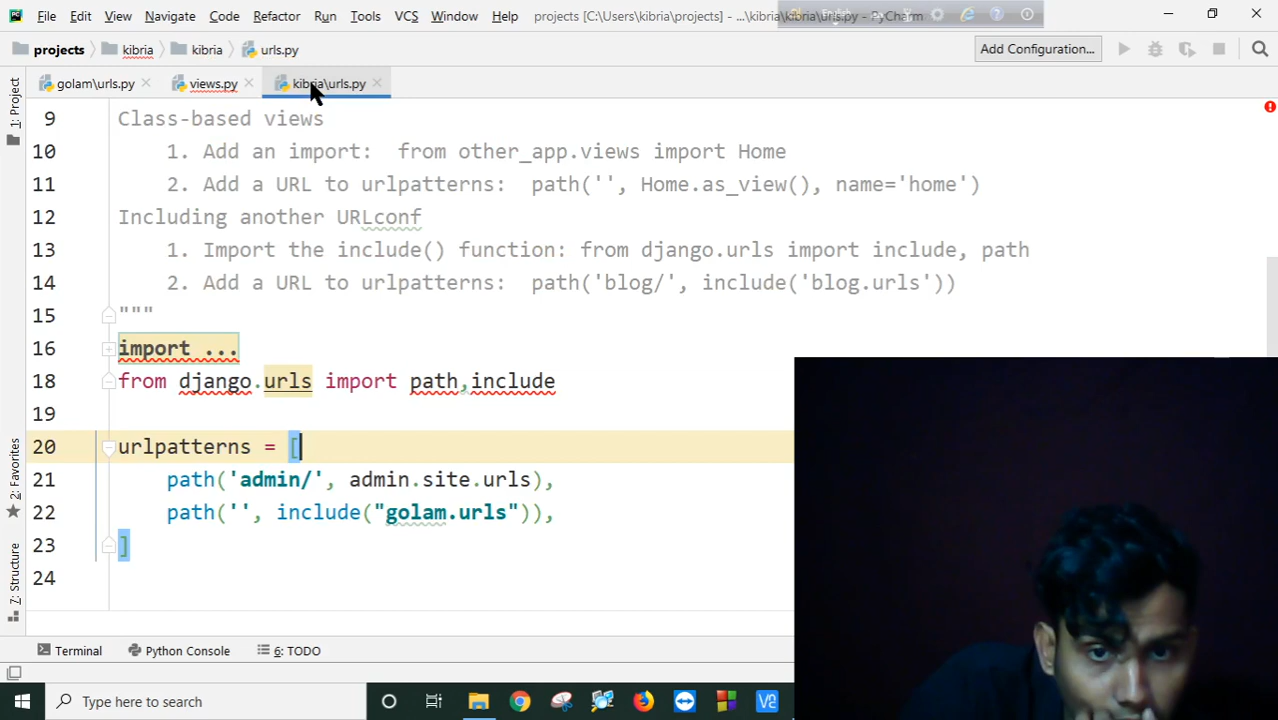 File Edit View Navigate Code Refactor Run Tools VCS Window Help projects [C:\Users\kibria\projects] - ...\kibria\kibria\urls.py - PyCharm
projects kibria kibria urls.py Add Configuration...
golam\urls.py views.py kibria\urls.py
9 Class-based views
10 1. Add an import: from other_app.views import Home
11 2. Add a URL to urlpatterns: path('', Home.as_view(), name='home')
12 Including another URLconf
13 1. Import the include() function: from django.urls import include, path
14 2. Add a URL to urlpatterns: path('blog/', include('blog.urls'))
15 """
16 import ...
18 from django.urls import path,include
19
20 urlpatterns = [
21 path('admin/', admin.site.urls),
22 path('', include("golam.urls")),
23 ]
24
1: Project
2: Favorites
7: Structure
Terminal Python Console 6: TODO
Type here to search